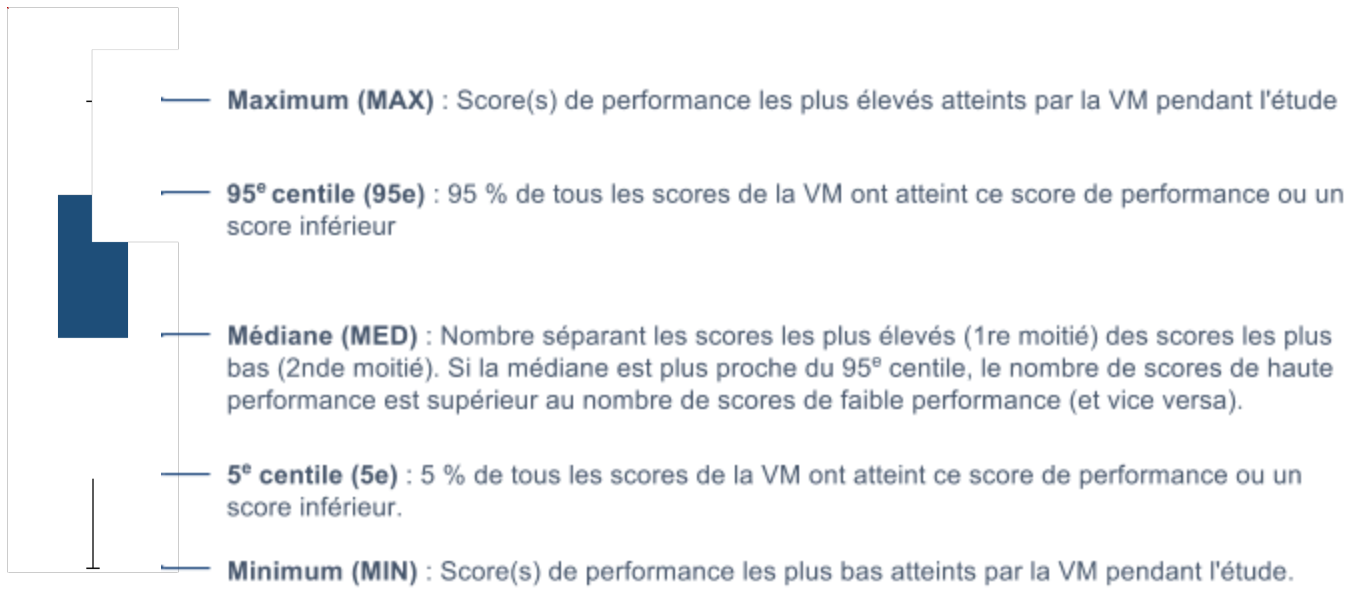 Maximum (MAX) : Score(s) de performance les plus élevés atteints par la VM pendant l'étude
95e centile (95e) : 95 % de tous les scores de la VM ont atteint ce score de performance ou un
score inférieur
Médiane (MED) : Nombre séparant les scores les plus élevés (1re moitié) des scores les plus
bas (2nde moitié). Si la médiane est plus proche du 95e centile, le nombre de scores de haute
performance est supérieur au nombre de scores de faible performance (et vice versa).
5e centile (5e) : 5 % de tous les scores de la VM ont atteint ce score de performance ou un
score inférieur.
Minimum (MIN) : Score(s) de performance les plus bas atteints par la VM pendant l'étude.